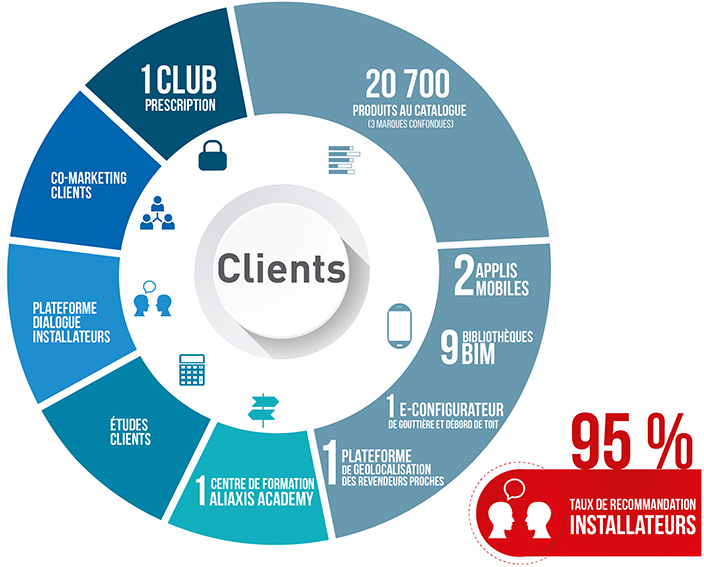 1 CLUB
PRESCRIPTION
20 700
PRODUITS AU CATALOGUE
(3 MARQUES CONFONDUES)
CO-MARKETING
CLIENTS
Clients
2 APPLIS
MOBILES
PLATEFORME
DIALOGUE
INSTALLATEURS
9 BIBLIOTHÈQUES
BIM
1 E-CONFIGURATEUR
DE GOUTTIÈRE ET DÉBORD DE TOIT
ÉTUDES
CLIENTS
1 PLATEFORME
DE GÉOLOCALISATION
DES REVENDEURS PROCHES
1 CENTRE DE FORMATION
ALIAXIS ACADEMY
95 %
TAUX DE RECOMMANDATION
INSTALLATEURS